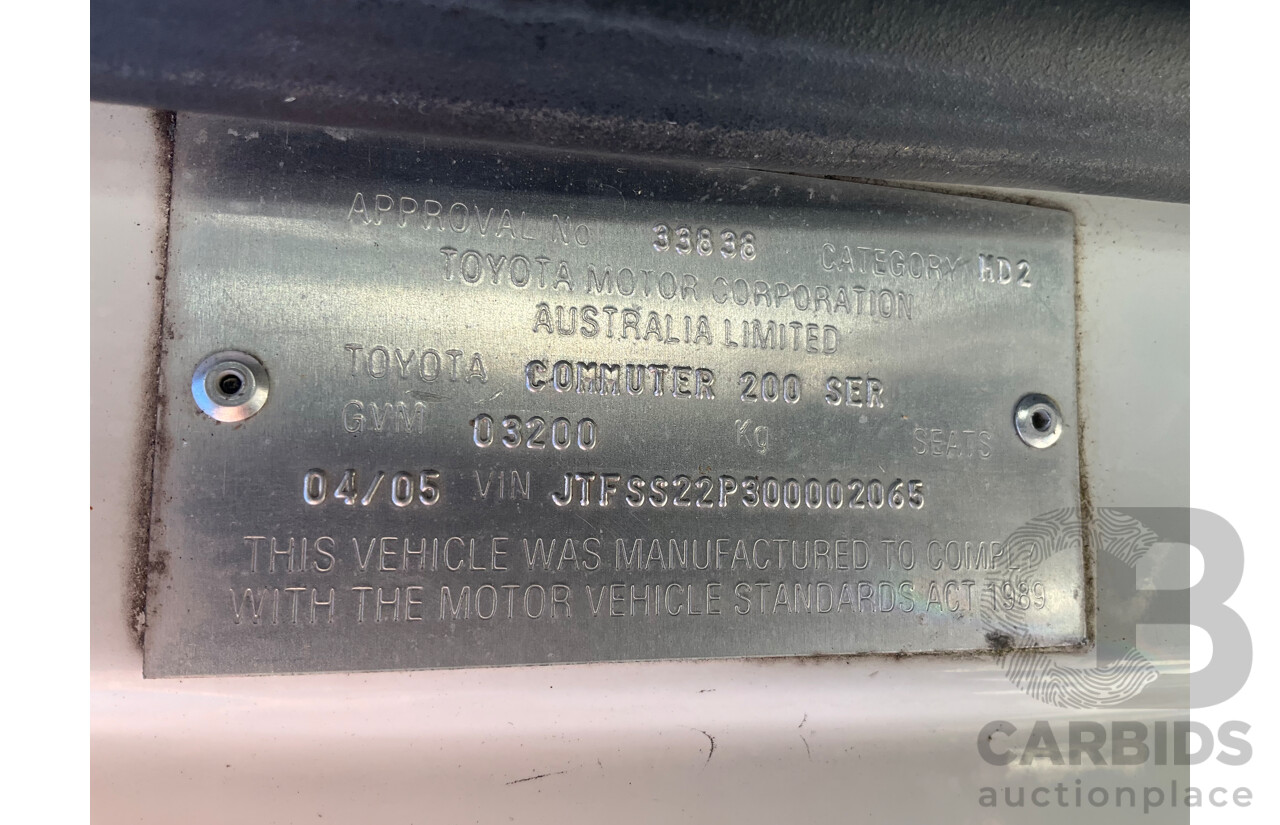 APPROVAL No 33838 CATEGORY MD2
TOYOTA MOTOR CORPORATION
AUSTRALIA LIMITED
TOYOTA COMMUTER 200 SER
GVM 03200 Kg SEATS
04/05 VIN JTFSS22P300002065
THIS VEHICLE WAS MANUFACTURED TO COMPLY
WITH THE MOTOR VEHICLE STANDARDS ACT 1989
CB
CARBIDS
auctionplace